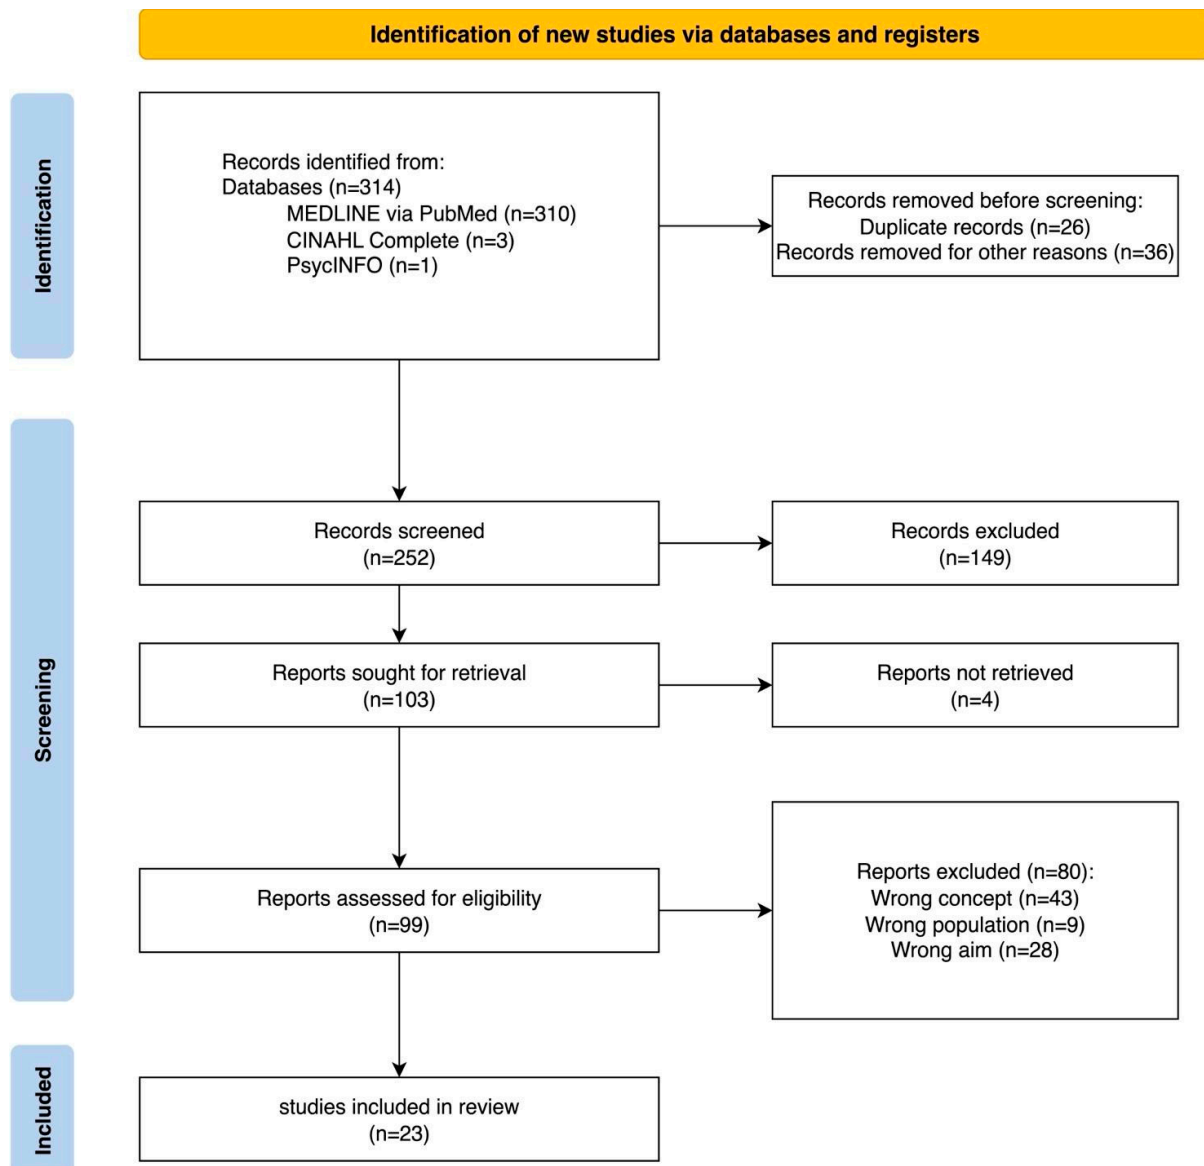 Identification of new studies via databases and registers
Identification
Records identified from:
Databases (n=314)
MEDLINE via PubMed (n=310)
CINAHL Complete (n=3)
PsycINFO (n=1)
Records removed before screening:
Duplicate records (n=26)
Records removed for other reasons (n=36)
Screening
Records screened
(n=252)
Records excluded
(n=149)
Reports sought for retrieval
(n=103)
Reports not retrieved
(n=4)
Reports assessed for eligibility
(n=99)
Reports excluded (n=80):
Wrong concept (n=43)
Wrong population (n=9)
Wrong aim (n=28)
Included
studies included in review
(n=23)